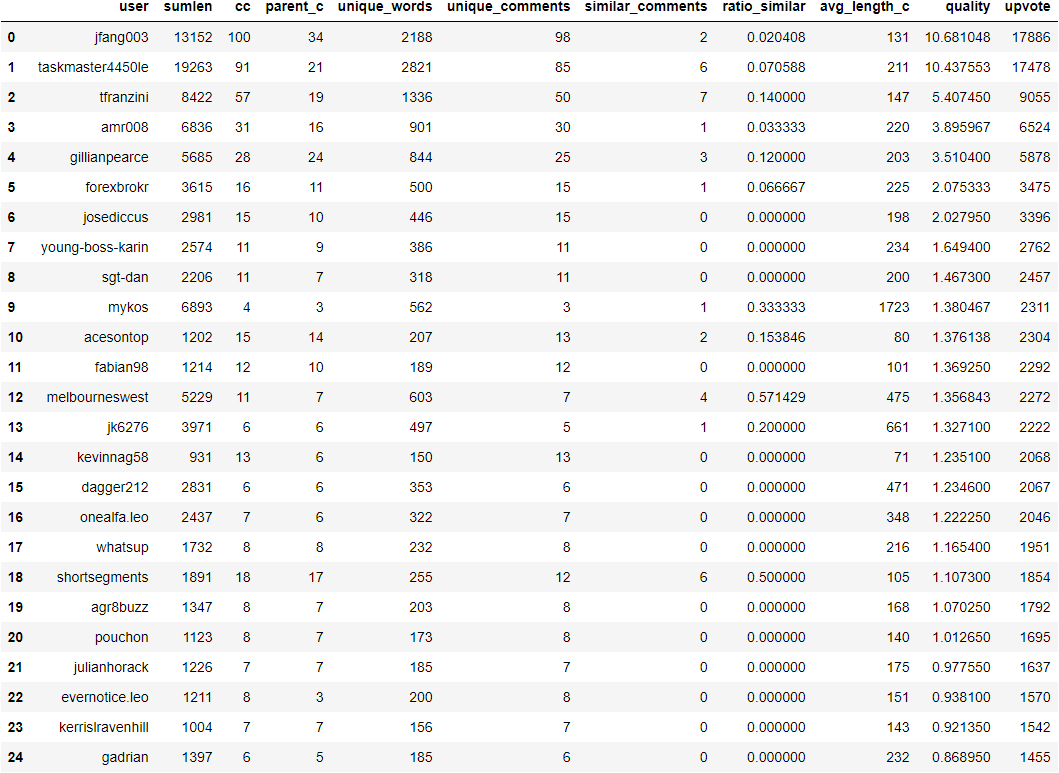 user sumlen cc parent_c unique_words unique_comments similar_comments ratio_similar avg_length_c quality upvote
0 jfang003 13152 100 34 2188 98 2 0.020408 131 10.681048 17886
1 taskmaster4450le 19263 91 21 2821 85 6 0.070588 211 10.437553 17478
2 tfranzini 8422 57 19 1336 50 7 0.140000 147 5.407450 9055
3 amr008 6836 31 16 901 30 1 0.033333 220 3.895967 6524
4 gillianpearce 5685 28 24 844 25 3 0.120000 203 3.510400 5878
5 forexbrokr 3615 16 11 500 15 1 0.066667 225 2.075333 3475
6 josediccus 2981 15 10 446 15 0 0.000000 198 2.027950 3396
7 young-boss-karin 2574 11 9 386 11 0 0.000000 234 1.649400 2762
8 sgt-dan 2206 11 7 318 11 0 0.000000 200 1.467300 2457
9 mykos 6893 4 3 562 3 1 0.333333 1723 1.380467 2311
10 acesontop 1202 15 14 207 13 2 0.153846 80 1.376138 2304
11 fabian98 1214 12 10 189 12 0 0.000000 101 1.369250 2292
12 melbourneswest 5229 11 7 603 7 4 0.571429 475 1.356843 2272
13 jk6276 3971 6 6 497 5 1 0.200000 661 1.327100 2222
14 kevinnag58 931 13 6 150 13 0 0.000000 71 1.235100 2068
15 dagger212 2831 6 6 353 6 0 0.000000 471 1.234600 2067
16 onealfa.leo 2437 7 6 322 7 0 0.000000 348 1.222250 2046
17 whatsup 1732 8 8 232 8 0 0.000000 216 1.165400 1951
18 shortsegments 1891 18 17 255 12 6 0.500000 105 1.107300 1854
19 agr8buzz 1347 8 7 203 8 0 0.000000 168 1.070250 1792
20 pouchon 1123 8 7 173 8 0 0.000000 140 1.012650 1695
21 julianhorack 1226 7 7 185 7 0 0.000000 175 0.977550 1637
22 evernotice.leo 1211 8 3 200 8 0 0.000000 151 0.938100 1570
23 kerrislravenhill 1004 7 7 156 7 0 0.000000 143 0.921350 1542
24 gadrian 1397 6 5 185 6 0 0.000000 232 0.868950 1455